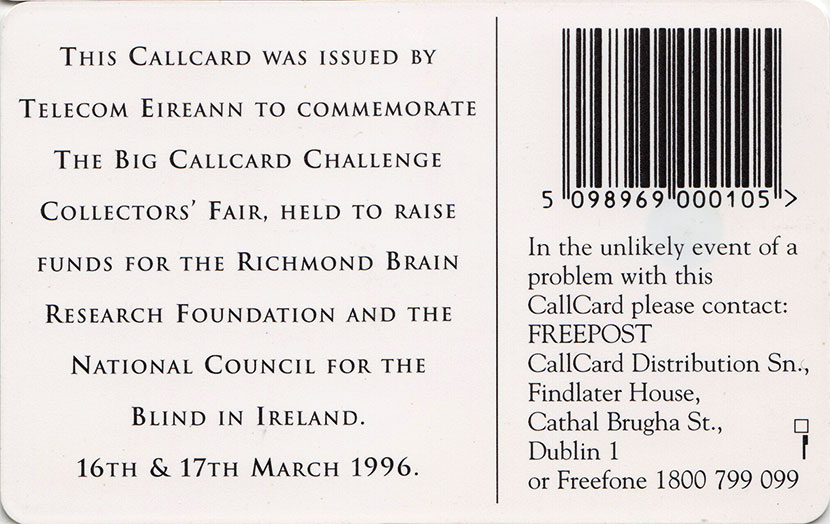 THIS CALLCARD WAS ISSUED BY
TELECOM EIREANN TO COMMEMORATE
THE BIG CALLCARD CHALLENGE
COLLECTORS' FAIR, HELD TO RAISE
FUNDS FOR THE RICHMOND BRAIN
RESEARCH FOUNDATION AND THE
NATIONAL COUNCIL FOR THE
BLIND IN IRELAND.
16TH & 17TH MARCH 1996.
5 098969 000105 >
In the unlikely event of a
problem with this
CallCard please contact:
FREEPOST
CallCard Distribution Sn.,
Findlater House,
Cathal Brugha St.,
Dublin 1
or Freefone 1800 799 099